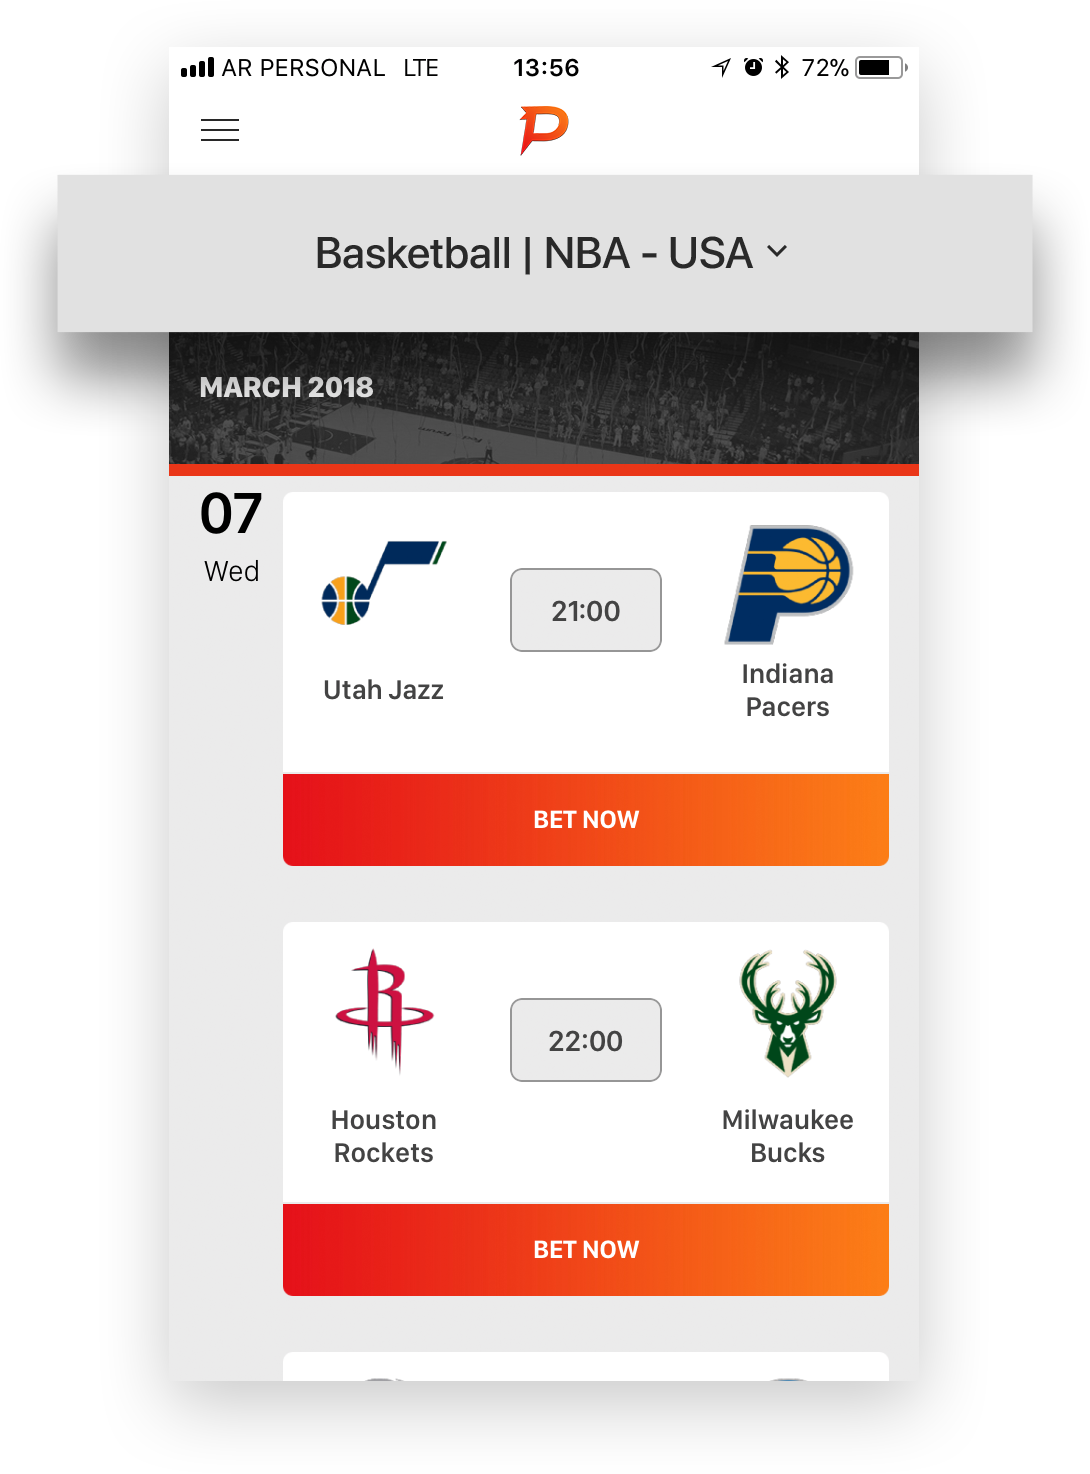 AR PERSONAL LTE 13:56 72%
Basketball | NBA - USA
MARCH 2018
07
Wed
21:00
Utah Jazz
Indiana
Pacers
BET NOW
22:00
Houston
Rockets
Milwaukee
Bucks
BET NOW